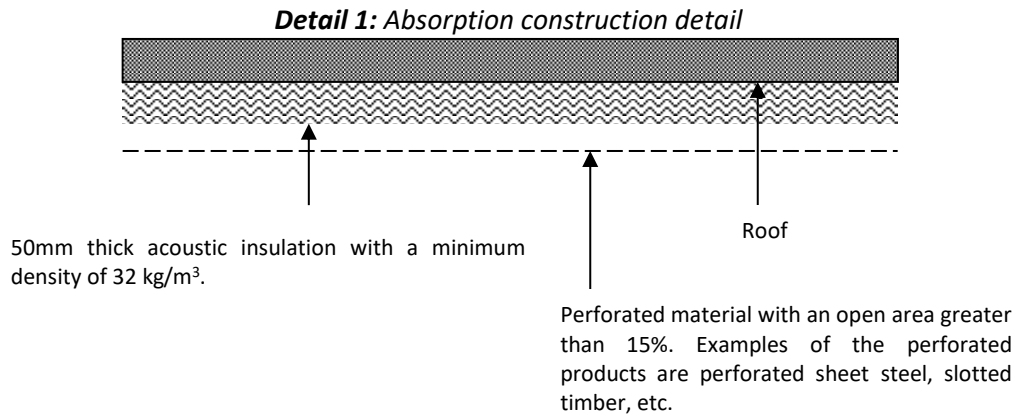 Detail 1: Absorption construction detail
50mm thick acoustic insulation with a minimum
density of 32 kg/m³.
Roof
Perforated material with an open area greater
than 15%. Examples of the perforated
products are perforated sheet steel, slotted
timber, etc.